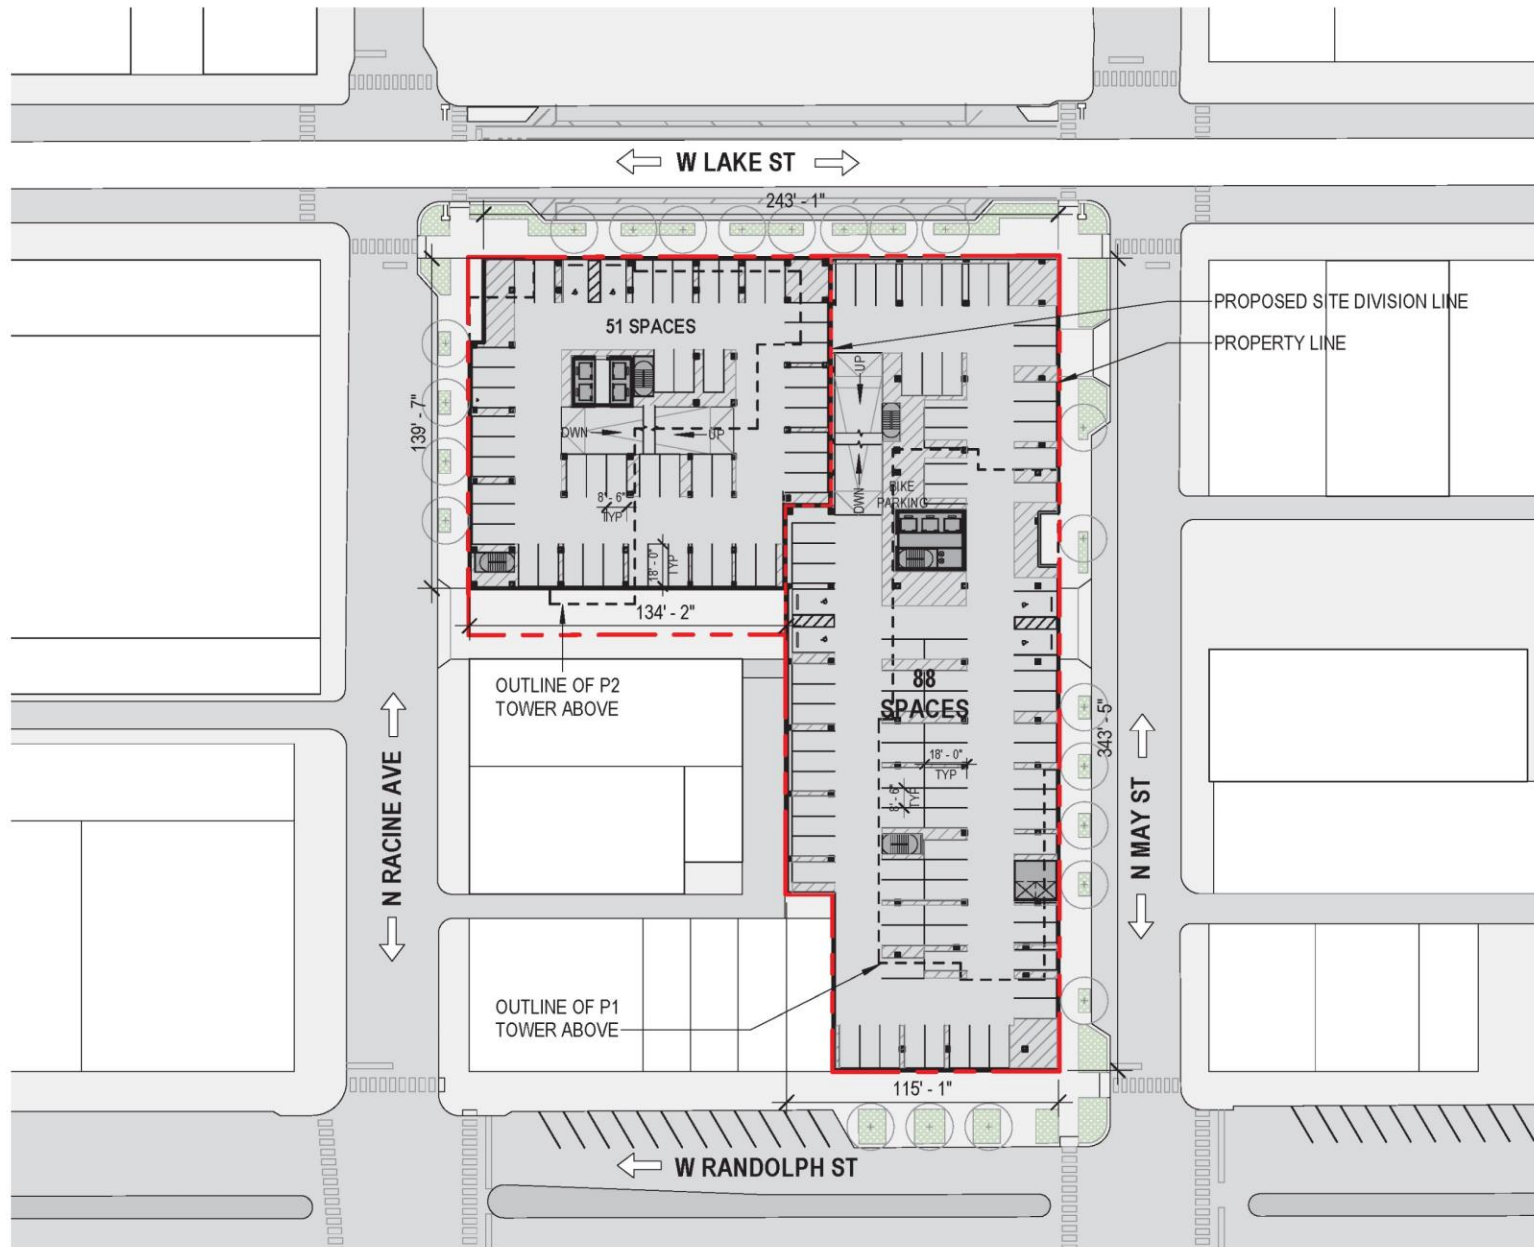 W LAKE ST
243' - 1"
PROPOSED SITE DIVISION LINE
51 SPACES
PROPERTY LINE
UP
139' - 7"
DWN
UP
BIKE
PARKING
DWN
8' - 6"
TYP
18' - 0"
TYP
134' - 2"
OUTLINE OF P2
TOWER ABOVE
88
SPACES
343' - 5"
18' - 0"
TYP
8' - 6"
TYP
N RACINE AVE
N MAY ST
OUTLINE OF P1
TOWER ABOVE
115' - 1"
W RANDOLPH ST